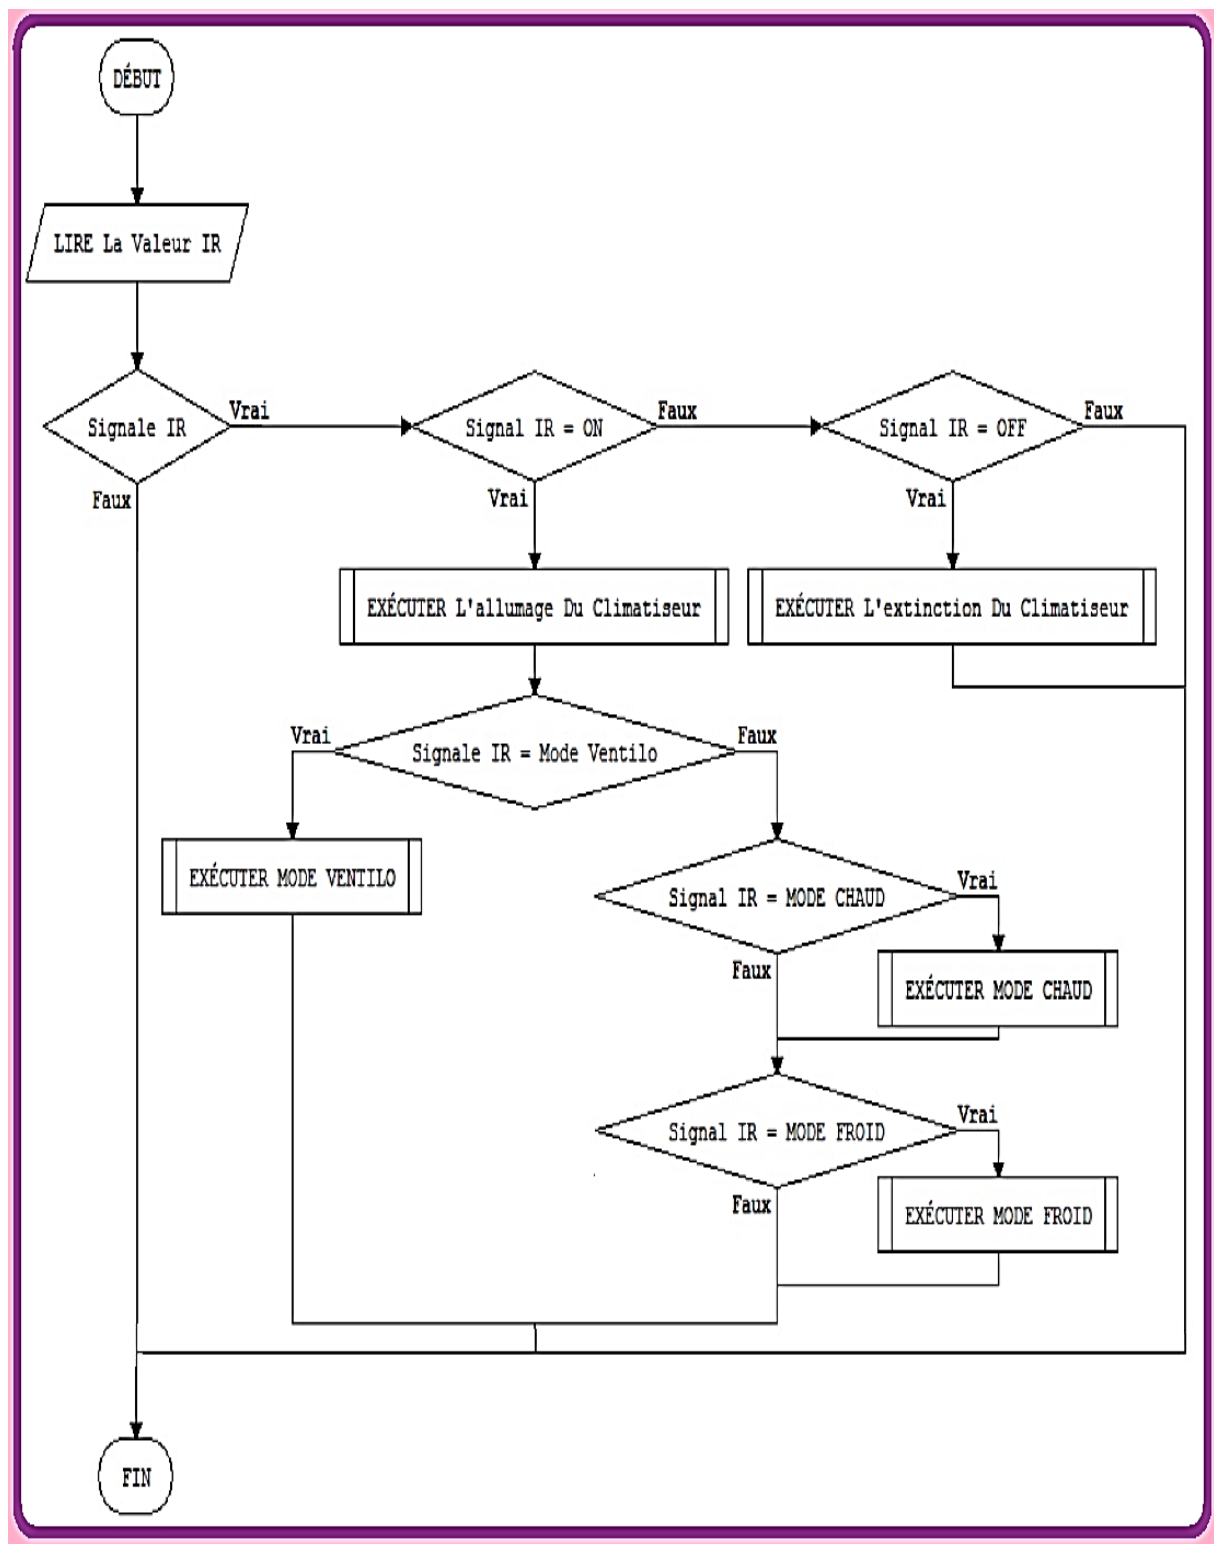 DÉBUT
LIRE La Valeur IR
Signale IR
Vrai
Faux
Signal IR = ON
Faux
Vrai
Signal IR = OFF
Faux
Vrai
EXÉCUTER L'allumage Du Climatiseur
EXÉCUTER L'extinction Du Climatiseur
Signale IR = Mode Ventilo
Vrai
Faux
EXÉCUTER MODE VENTILO
Signal IR = MODE CHAUD
Vrai
Faux
EXÉCUTER MODE CHAUD
Signal IR = MODE FROID
Vrai
Faux
EXÉCUTER MODE FROID
FIN